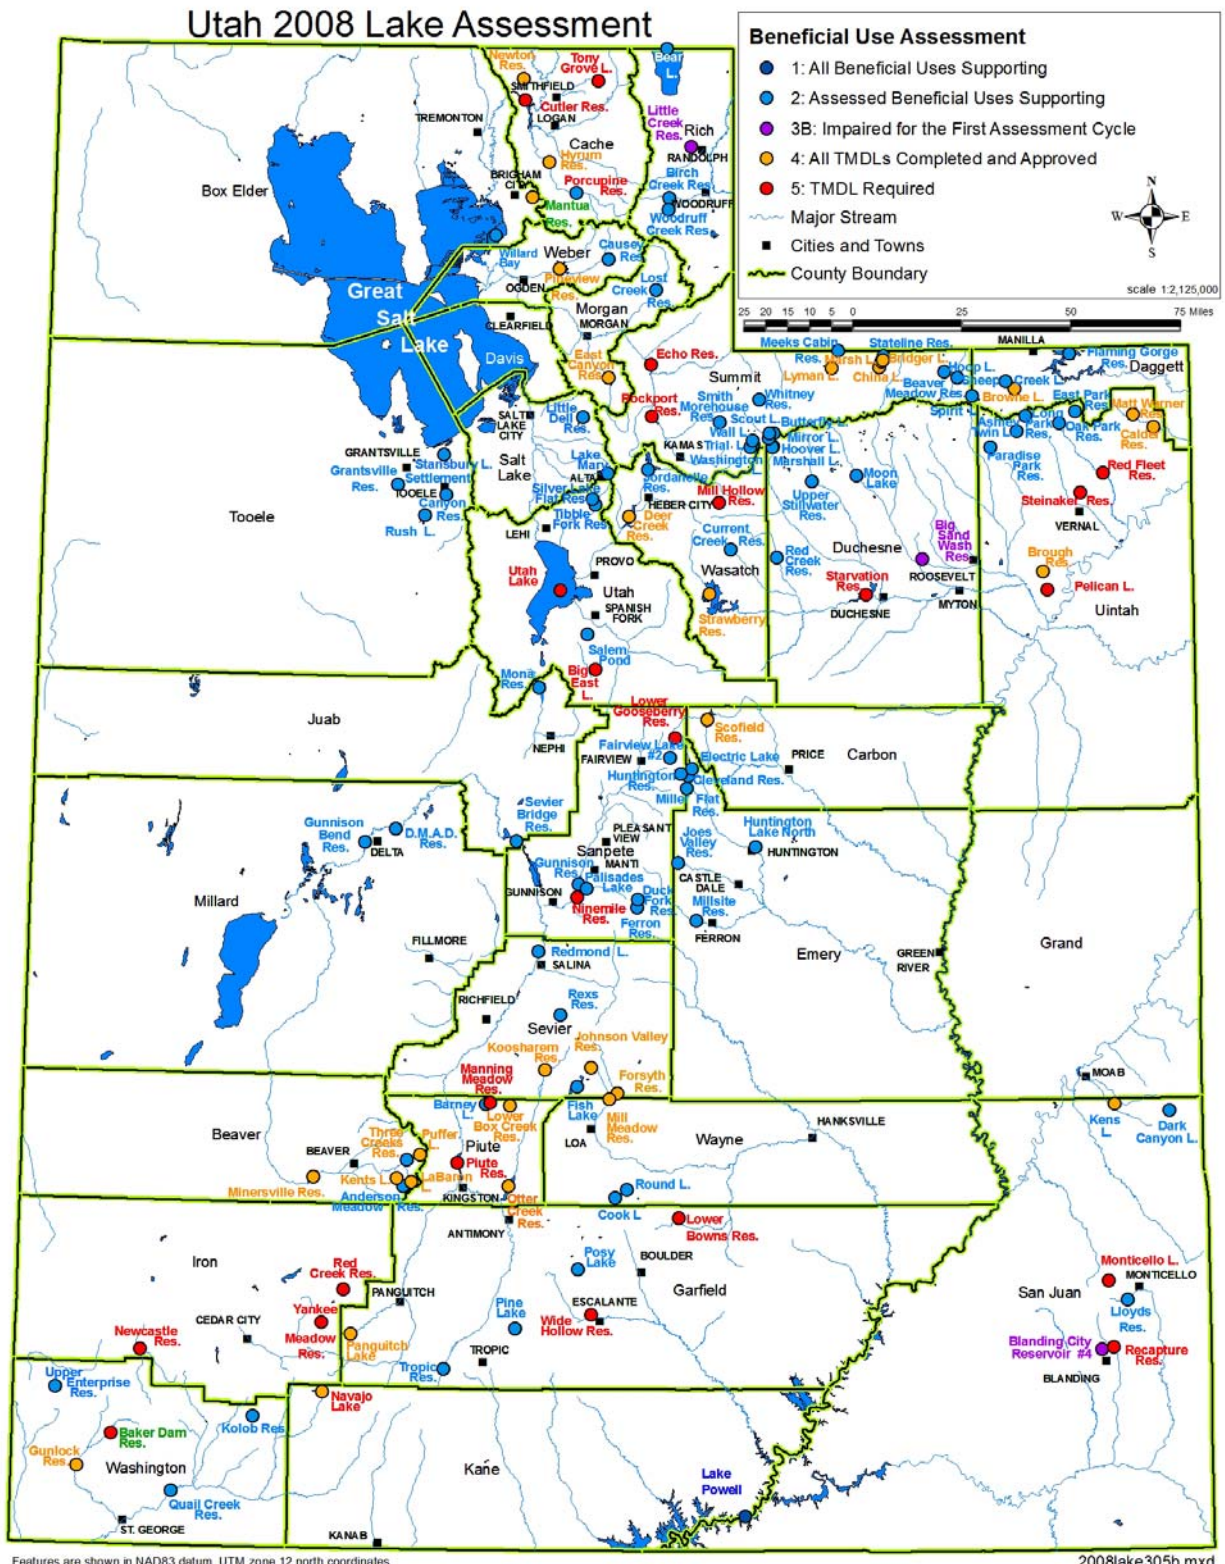 Utah 2008 Lake Assessment
Beneficial Use Assessment
1: All Beneficial Uses Supporting
2: Assessed Beneficial Uses Supporting
3B: Impaired for the First Assessment Cycle
4: All TMDLs Completed and Approved
5: TMDL Required
Major Stream
Cities and Towns
County Boundary
N
W
E
S
scale 1:2,125,000
25 20 15 10 5 0 25 50 75 Miles
Newton
Res.
Tony
Grove L.
Bear
L.
SMITHFIELD
Cutler Res.
LOGAN
TREMONTON
Little
Creek
Res.
Rich
RANDOLPH
Cache
Hyrum
Res.
Box Elder
BRIGHAM
CITY
Porcupine
Res.
Birch
Creek Res.
WOODRUFF
Mantua
Res.
Woodruff
Creek Res.
Willard
Bay
Weber
Causey
Res.
Pineview
Res.
OGDEN
Lost
Creek
Res.
Great
Salt
Lake
Morgan
MORGAN
CLEARFIELD
Davis
East
Canyon
Res.
Echo Res.
Summit
Rockport
Res.
Meeks Cabin
Res.
Stateline Res.
Marsh L.
Bridger L.
Lyman L.
China L.
MANILLA
Flaming Gorge
Res.
Daggett
Hoop L.
Beaver
Meadow Res.
Sheep Creek L.
Browne L.
Spirit L.
East Park
Res.
Matt Warner
Res.
Long
Park
Res.
Ashley
Twin L.
Oak Park
Res.
Calder
Res.
Paradise
Park
Res.
Smith
Morehouse
Res.
Whitney
Res.
Scout L.
Butterfly L.
Wall L.
Mirror L.
Trial L.
Hoover L.
Washington
L.
Marshall L.
KAMAS
SALT
LAKE
CITY
Little
Dell
Res.
Salt
Lake
GRANTSVILLE
Grantsville
Res.
Stansbury L.
Settlement
Canyon
Res.
TOOELE
Rush L.
Tooele
Lake
Mary
ALTA
Silver Lake
Flat Res.
Tibble
Fork Res.
Jordanelle
Res.
HEBER CITY
Mill Hollow
Res.
Deer
Creek
Res.
Upper
Stillwater
Res.
Moon
Lake
Red Fleet
Res.
Steinaker Res.
VERNAL
LEHI
Current
Creek Res.
Red
Creek
Res.
Duchesne
Big
Sand
Wash
Res.
ROOSEVELT
Brough
Res.
Utah
Lake
PROVO
Utah
SPANISH
FORK
Wasatch
Strawberry
Res.
Starvation
Res.
DUCHESNE
MYTON
Pelican L.
Uintah
Salem
Pond
Mona
Res.
Big
East
L.
Juab
NEPHI
Lower
Gooseberry
Res.
Scofield
Res.
Fairview Lake
#2
FAIRVIEW
Electric Lake
PRICE
Carbon
Huntington
Res.
Cleveland Res.
Miller Flat
Res.
Sevier
Bridge
Res.
Gunnison
Bend
Res.
D.M.A.D.
Res.
DELTA
PLEASANT
VIEW
Sanpete
MANTI
Joes
Valley
Res.
Huntington
Lake North
HUNTINGTON
Gunnison
Res.
Palisades
Lake
CASTLE
DALE
Millard
GUNNISON
Ninemile
Res.
Duck
Fork
Res.
Millsite
Res.
Ferron
Res.
FERRON
FILLMORE
Redmond L.
SALINA
Emery
GREEN
RIVER
Grand
RICHFIELD
Rexs
Res.
Sevier
Koosharem
Res.
Johnson Valley
Res.
Manning
Meadow
Res.
Forsyth
Res.
MOAB
Barney
L.
Lower
Box Creek
Res.
Fish
Lake
Mill
Meadow
Res.
Kens
L
Dark
Canyon L.
Beaver
Three
Creeks
Res.
Puffer
L.
Piute
LOA
Wayne
HANKSVILLE
BEAVER
Piute
Res.
Minersville Res.
Kents L.
LaBaron
L.
Anderson
Meadow Res.
KINGSTON
Otter
Creek
Res.
Round L.
Cook L
ANTIMONY
Lower
Bowns Res.
Iron
Red
Creek Res.
Posy
Lake
BOULDER
Garfield
Monticello L.
MONTICELLO
San Juan
Lloyds
Res.
PANGUITCH
CEDAR CITY
Yankee
Meadow
Res.
Pine
Lake
ESCALANTE
Wide
Hollow Res.
Newcastle
Res.
Panguitch
Lake
TROPIC
Tropic
Res.
Blanding City
Reservoir #4
Recapture
Res.
BLANDING
Upper
Enterprise
Res.
Navajo
Lake
Kolob Res
Baker Dam
Res.
Gunlock
Res.
Washington
Kane
Quail Creek
Res.
ST. GEORGE
KANAB
Lake
Powell
Features are shown in NAD83 datum, UTM zone 12 north coordinates
2008lake305b.mxd